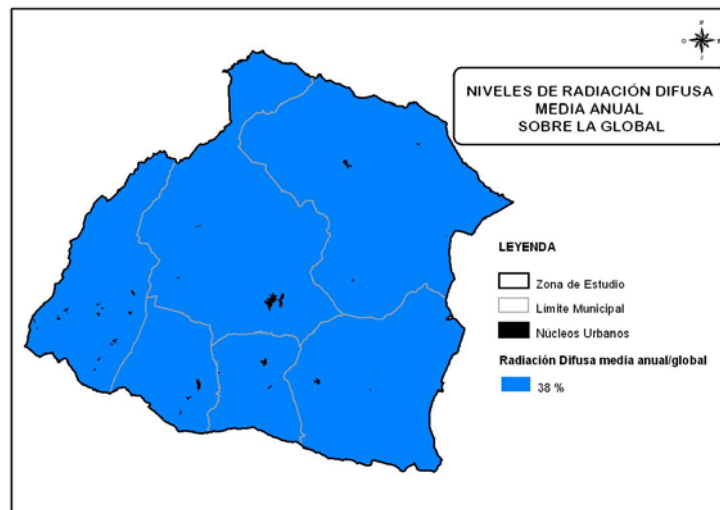 N
O
E
S
NIVELES DE RADIACIÓN DIFUSA
MEDIA ANUAL
SOBRE LA GLOBAL
LEYENDA
Zona de Estudio
Límite Municipal
Núcleos Urbanos
Radiación Difusa media anual/global
38 %